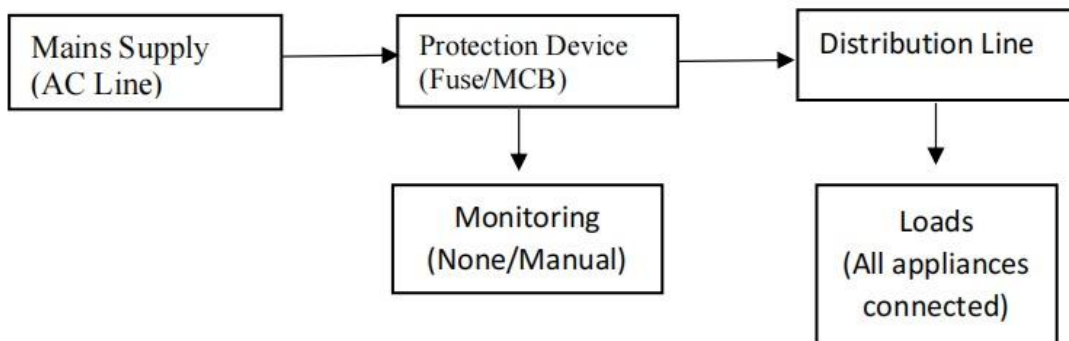 Mains Supply
(AC Line)
Protection Device
(Fuse/MCB)
Distribution Line
Monitoring
(None/Manual)
Loads
(All appliances
connected)